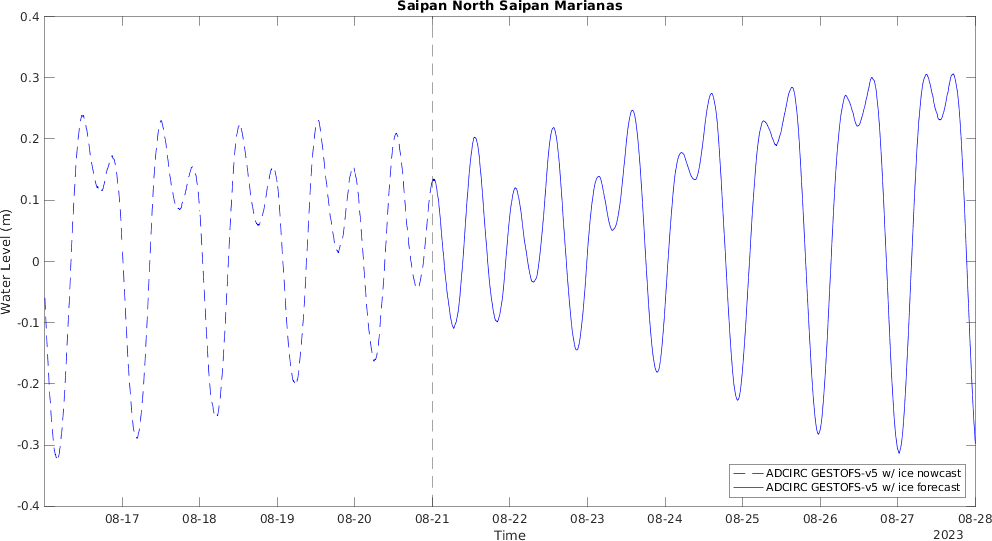 Saipan North Saipan Marianas
0.4
0.3
0.2
0.1
0
-0.1
-0.2
-0.3
-0.4
Water Level (m)
ADCIRC GESTOFS-v5 w/ ice nowcast
ADCIRC GESTOFS-v5 w/ ice forecast
08-17 08-18 08-19 08-20 08-21 08-22 08-23 08-24 08-25 08-26 08-27 08-28
Time
2023